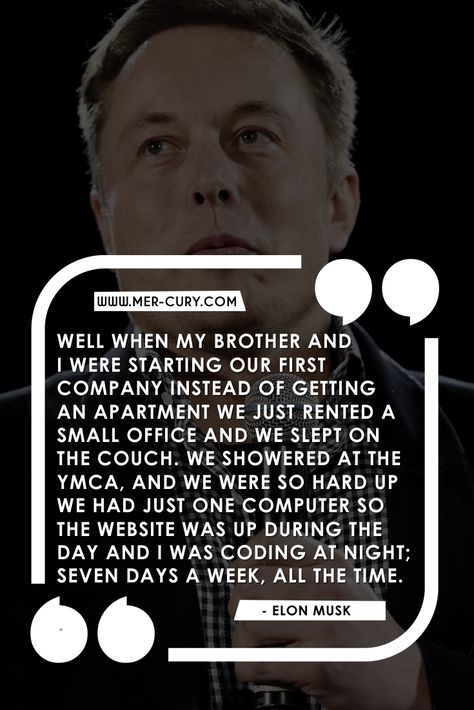 WWW.MER-CURY.COM
WELL WHEN MY BROTHER AND
I WERE STARTING OUR FIRST
COMPANY INSTEAD OF GETTING
AN APARTMENT WE JUST RENTED A
SMALL OFFICE AND WE SLEPT ON
THE COUCH. WE SHOWERED AT THE
YMCA, AND WE WERE SO HARD UP
WE HAD JUST ONE COMPUTER SO
THE WEBSITE WAS UP DURING THE
DAY AND I WAS CODING AT NIGHT;
SEVEN DAYS A WEEK, ALL THE TIME.
- ELON MUSK